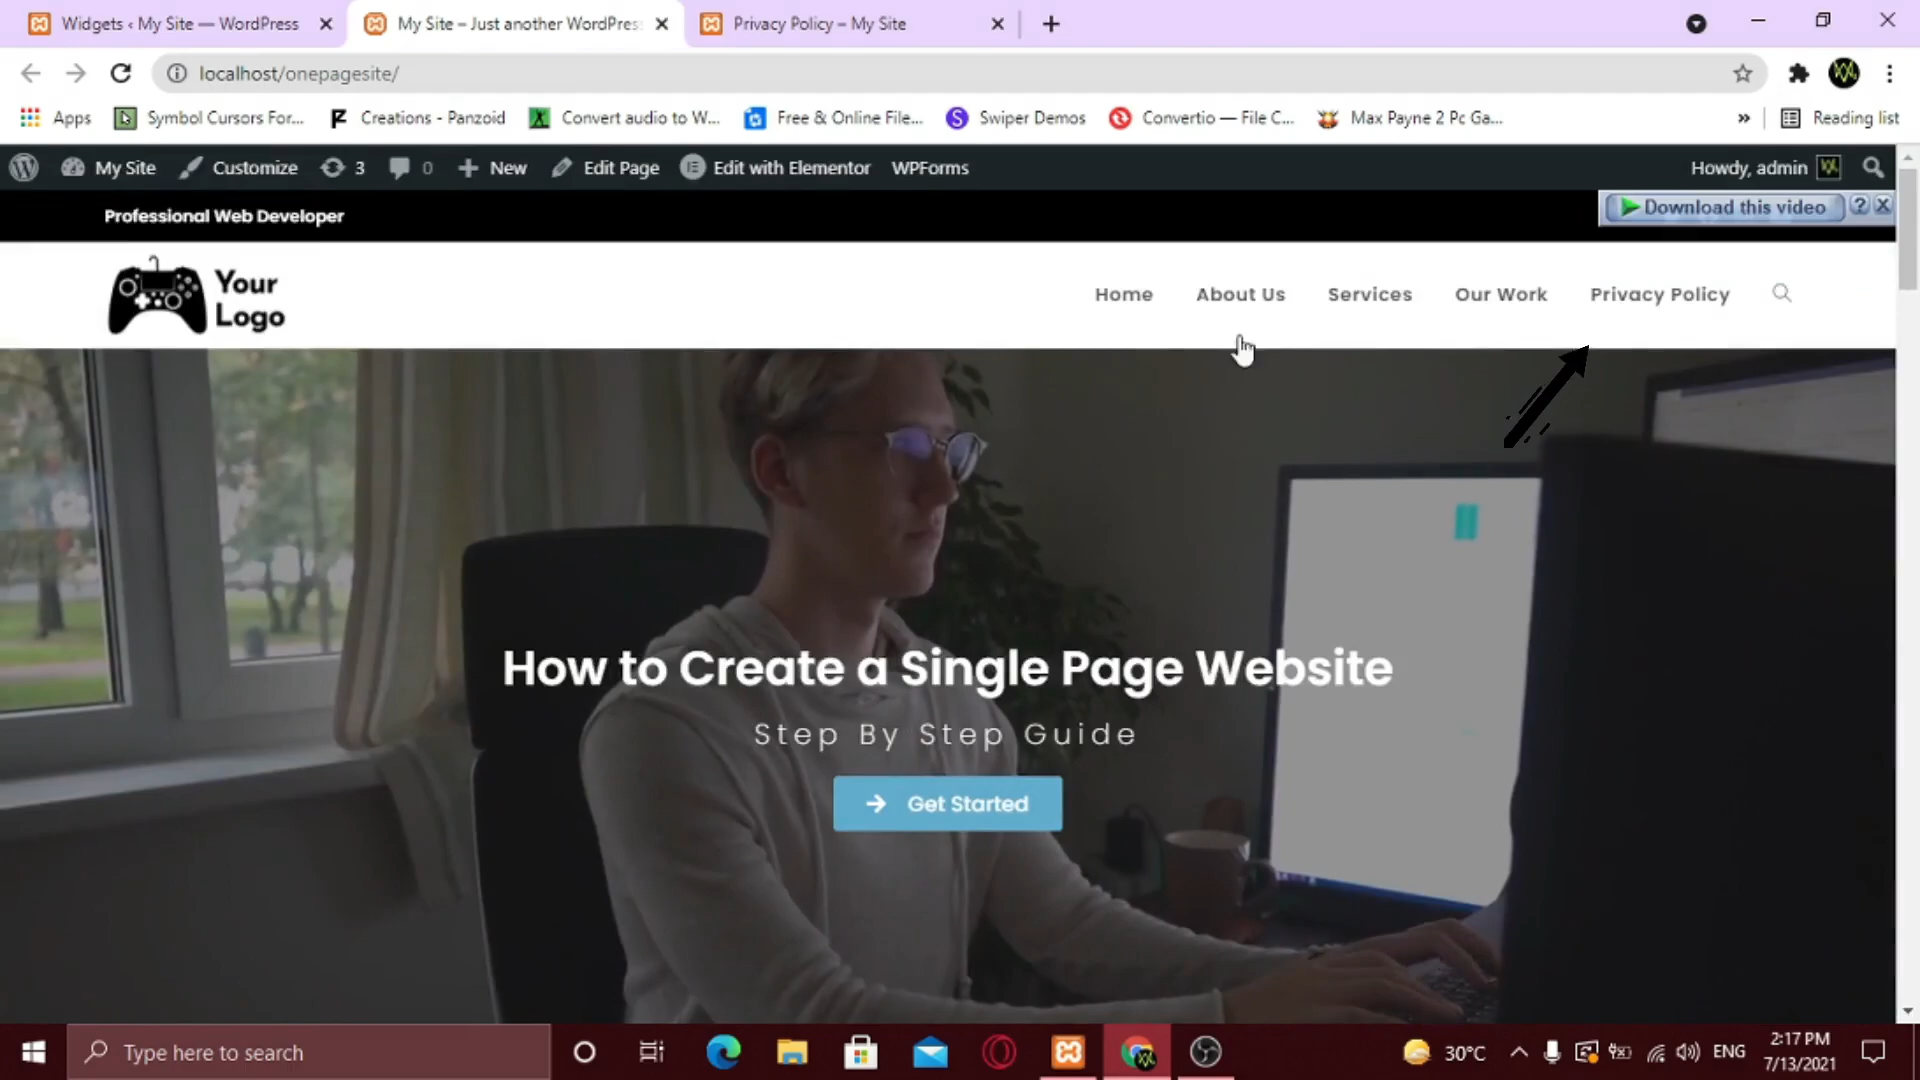 Widgets ‹ My Site — WordPress
My Site – Just another WordPres
Privacy Policy – My Site
localhost/onepagesite/
Apps
Symbol Cursors For...
Creations - Panzoid
Convert audio to W...
Free & Online File...
Swiper Demos
Convertio — File C...
Max Payne 2 Pc Ga...
»
Reading list
My Site
Customize
3
0
New
Edit Page
Edit with Elementor
WPForms
Howdy, admin
Professional Web Developer
Download this video
Your
Logo
Home
About Us
Services
Our Work
Privacy Policy
How to Create a Single Page Website
Step By Step Guide
Get Started
Type here to search
30°C
ENG
2:17 PM
7/13/2021